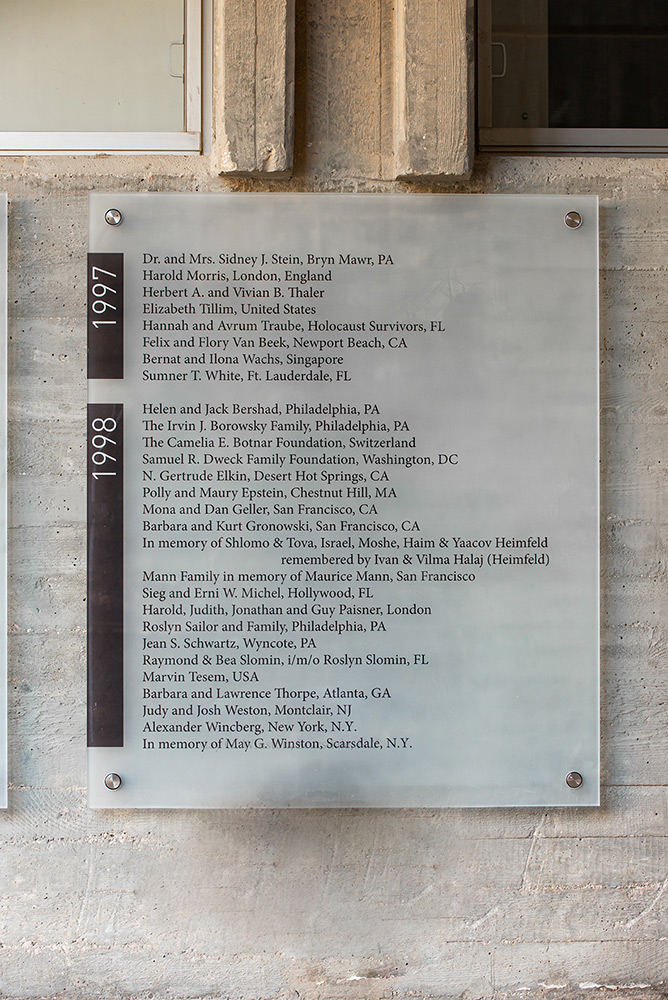 1997
Dr. and Mrs. Sidney J. Stein, Bryn Mawr, PA
Harold Morris, London, England
Herbert A. and Vivian B. Thaler
Elizabeth Tillim, United States
Hannah and Avrum Traube, Holocaust Survivors, FL
Felix and Flory Van Beek, Newport Beach, CA
Bernat and Ilona Wachs, Singapore
Sumner T. White, Ft. Lauderdale, FL
1998
Helen and Jack Bershad, Philadelphia, PA
The Irvin J. Borowsky Family, Philadelphia, PA
The Camelia E. Botnar Foundation, Switzerland
Samuel R. Dweck Family Foundation, Washington, DC
N. Gertrude Elkin, Desert Hot Springs, CA
Polly and Maury Epstein, Chestnut Hill, MA
Mona and Dan Geller, San Francisco, CA
Barbara and Kurt Gronowski, San Francisco, CA
In memory of Shlomo & Tova, Israel, Moshe, Haim & Yaacov Heimfeld
remembered by Ivan & Vilma Halaj (Heimfeld)
Mann Family in memory of Maurice Mann, San Francisco
Sieg and Erni W. Michel, Hollywood, FL
Harold, Judith, Jonathan and Guy Paisner, London
Roslyn Sailor and Family, Philadelphia, PA
Jean S. Schwartz, Wyncote, PA
Raymond & Bea Slomin, i/m/o Roslyn Slomin, FL
Marvin Tesem, USA
Barbara and Lawrence Thorpe, Atlanta, GA
Judy and Josh Weston, Montclair, NJ
Alexander Wincberg, New York, N.Y.
In memory of May G. Winston, Scarsdale, N.Y.